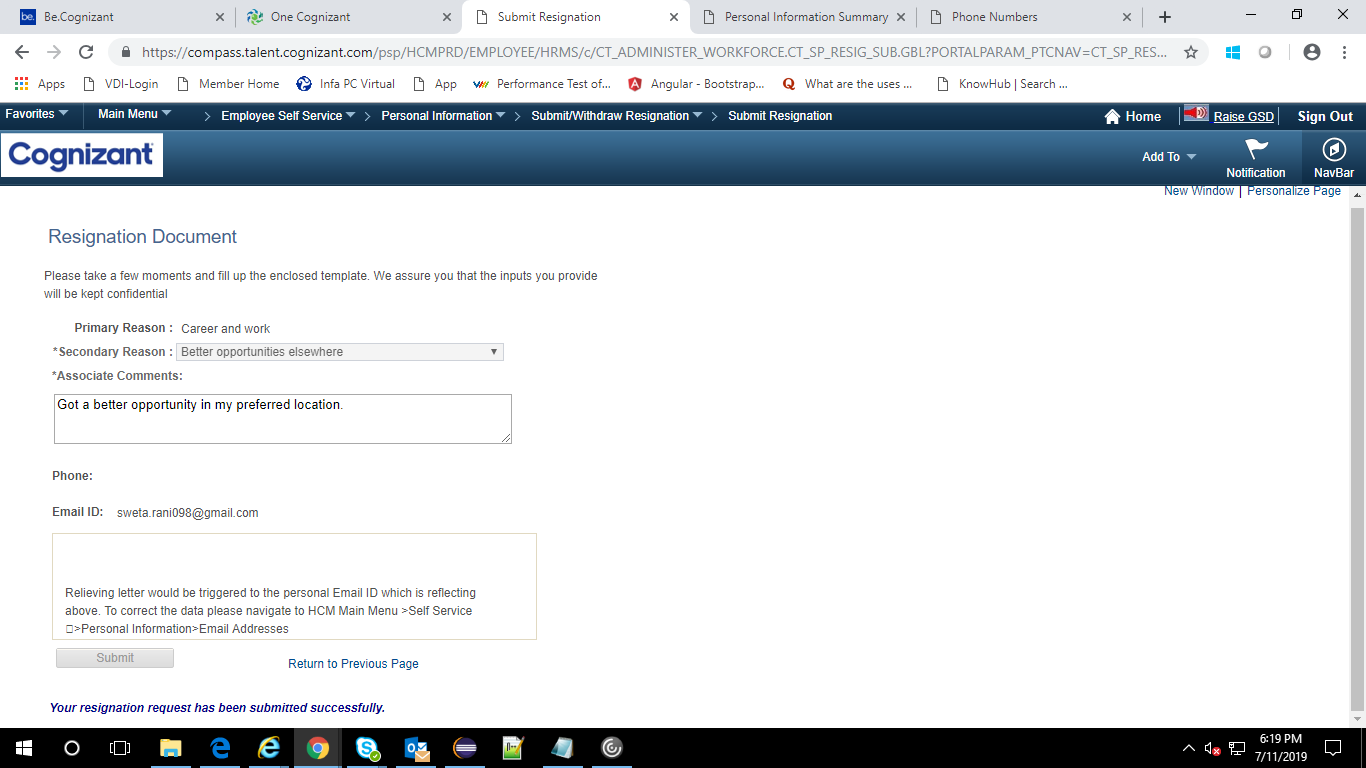 Be.Cognizant
One Cognizant
Submit Resignation
Personal Information Summary
Phone Numbers
https://compass.talent.cognizant.com/psp/HCMPRD/EMPLOYEE/HRMS/c/CT_ADMINISTER_WORKFORCE.CT_SP_RESIG_SUB.GBL?PORTALPARAM_PTCNAV=CT_SP_RES...
Apps VDI-Login Member Home Infa PC Virtual App Performance Test of... Angular - Bootstrap... What are the uses ... KnowHub | Search ...
Favorites Main Menu > Employee Self Service > Personal Information > Submit/Withdraw Resignation > Submit Resignation Home Raise GSD Sign Out
Cognizant
Add To Notification NavBar
New Window | Personalize Page
Resignation Document
Please take a few moments and fill up the enclosed template. We assure you that the inputs you provide
will be kept confidential
Primary Reason : Career and work
*Secondary Reason : Better opportunities elsewhere
*Associate Comments:
Got a better opportunity in my preferred location.
Phone:
Email ID: sweta.rani098@gmail.com
Relieving letter would be triggered to the personal Email ID which is reflecting
above. To correct the data please navigate to HCM Main Menu >Self Service
□>Personal Information>Email Addresses
Submit Return to Previous Page
Your resignation request has been submitted successfully.
6:19 PM
7/11/2019